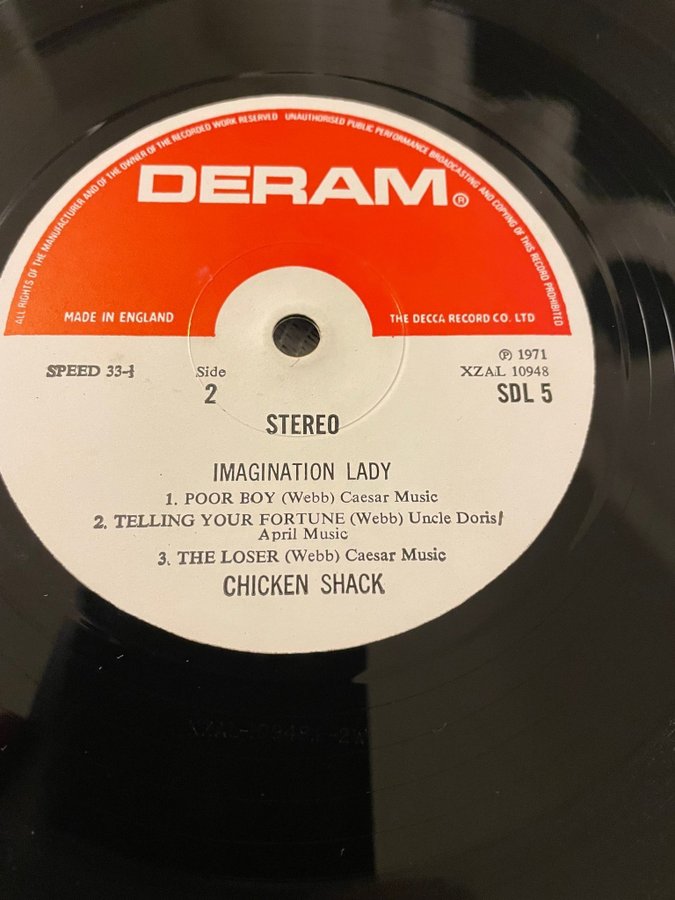 ALL RIGHTS OF THE MANUFACTURER AND OF THE OWNER OF THE RECORDED WORK RESERVED UNAUTHORISED PUBLIC PERFORMANCE BROADCASTING AND COPYING OF THIS RECORD PROHIBITED
DERAM®
MADE IN ENGLAND
THE DECCA RECORD CO. LTD
℗ 1971
SPEED 33⅓
Side
XZAL 10948
2
SDL 5
STEREO
IMAGINATION LADY
1. POOR BOY (Webb) Caesar Music
2. TELLING YOUR FORTUNE (Webb) Uncle Doris/
April Music
3. THE LOSER (Webb) Caesar Music
CHICKEN SHACK